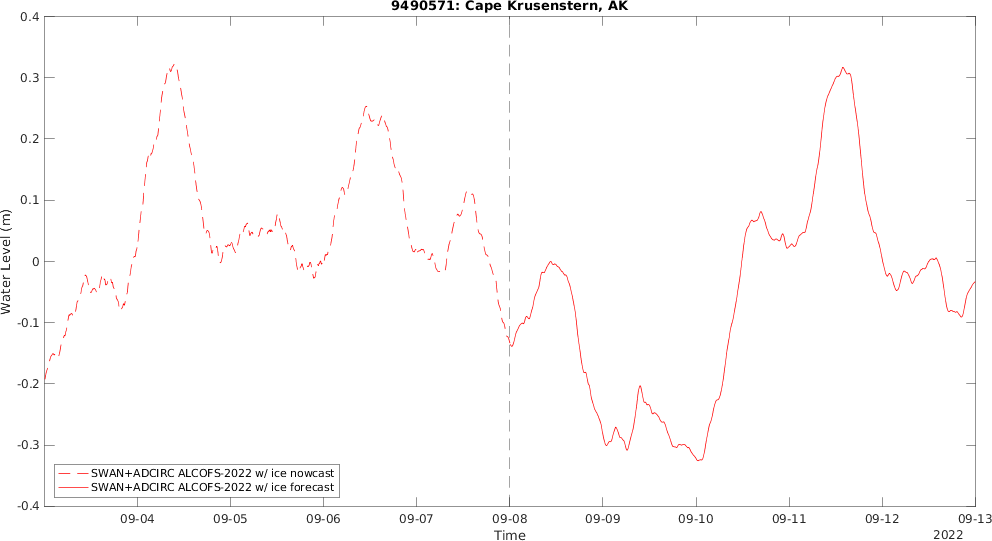 9490571: Cape Krusenstern, AK
0.4
0.3
0.2
0.1
0
-0.1
-0.2
-0.3
-0.4
Water Level (m)
SWAN+ADCIRC ALCOFS-2022 w/ ice nowcast
SWAN+ADCIRC ALCOFS-2022 w/ ice forecast
09-04 09-05 09-06 09-07 09-08 09-09 09-10 09-11 09-12 09-13
Time
2022